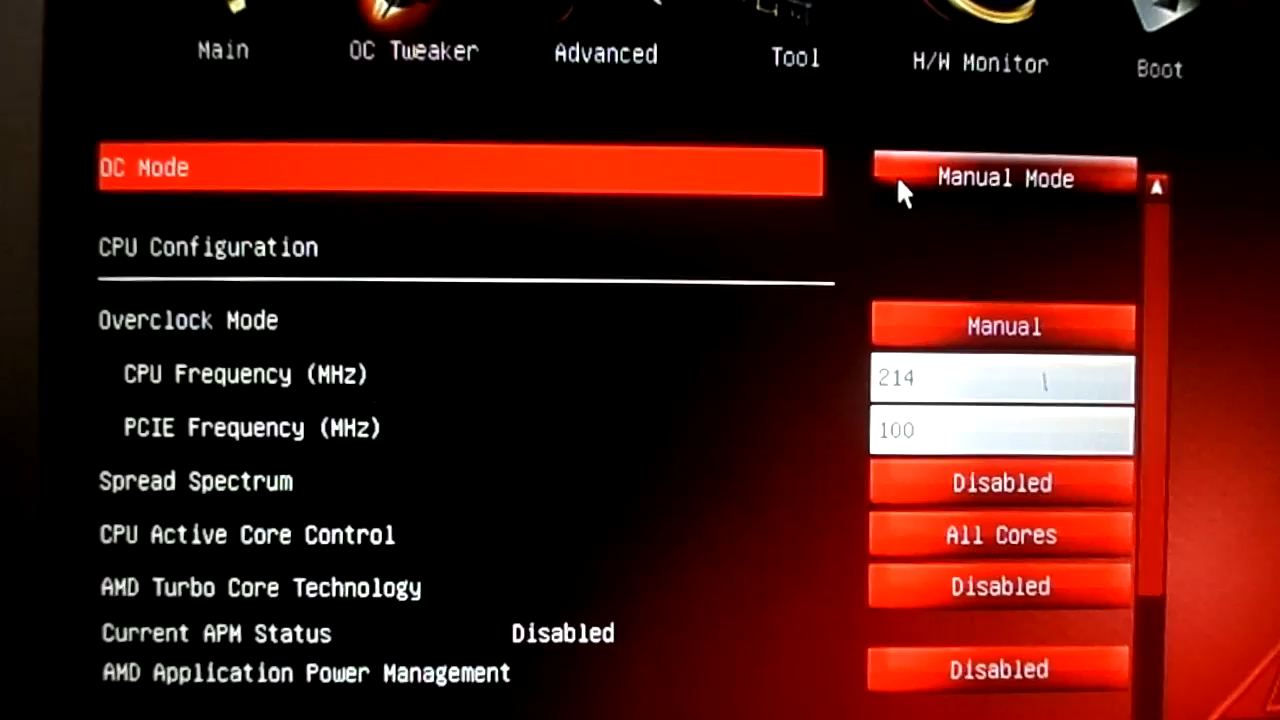 Main OC Tweaker Advanced Tool H/W Monitor Boot
OC Mode Manual Mode
CPU Configuration
Overclock Mode Manual
CPU Frequency (MHz) 214
PCIE Frequency (MHz) 100
Spread Spectrum Disabled
CPU Active Core Control All Cores
AMD Turbo Core Technology Disabled
Current APM Status Disabled
AMD Application Power Management Disabled